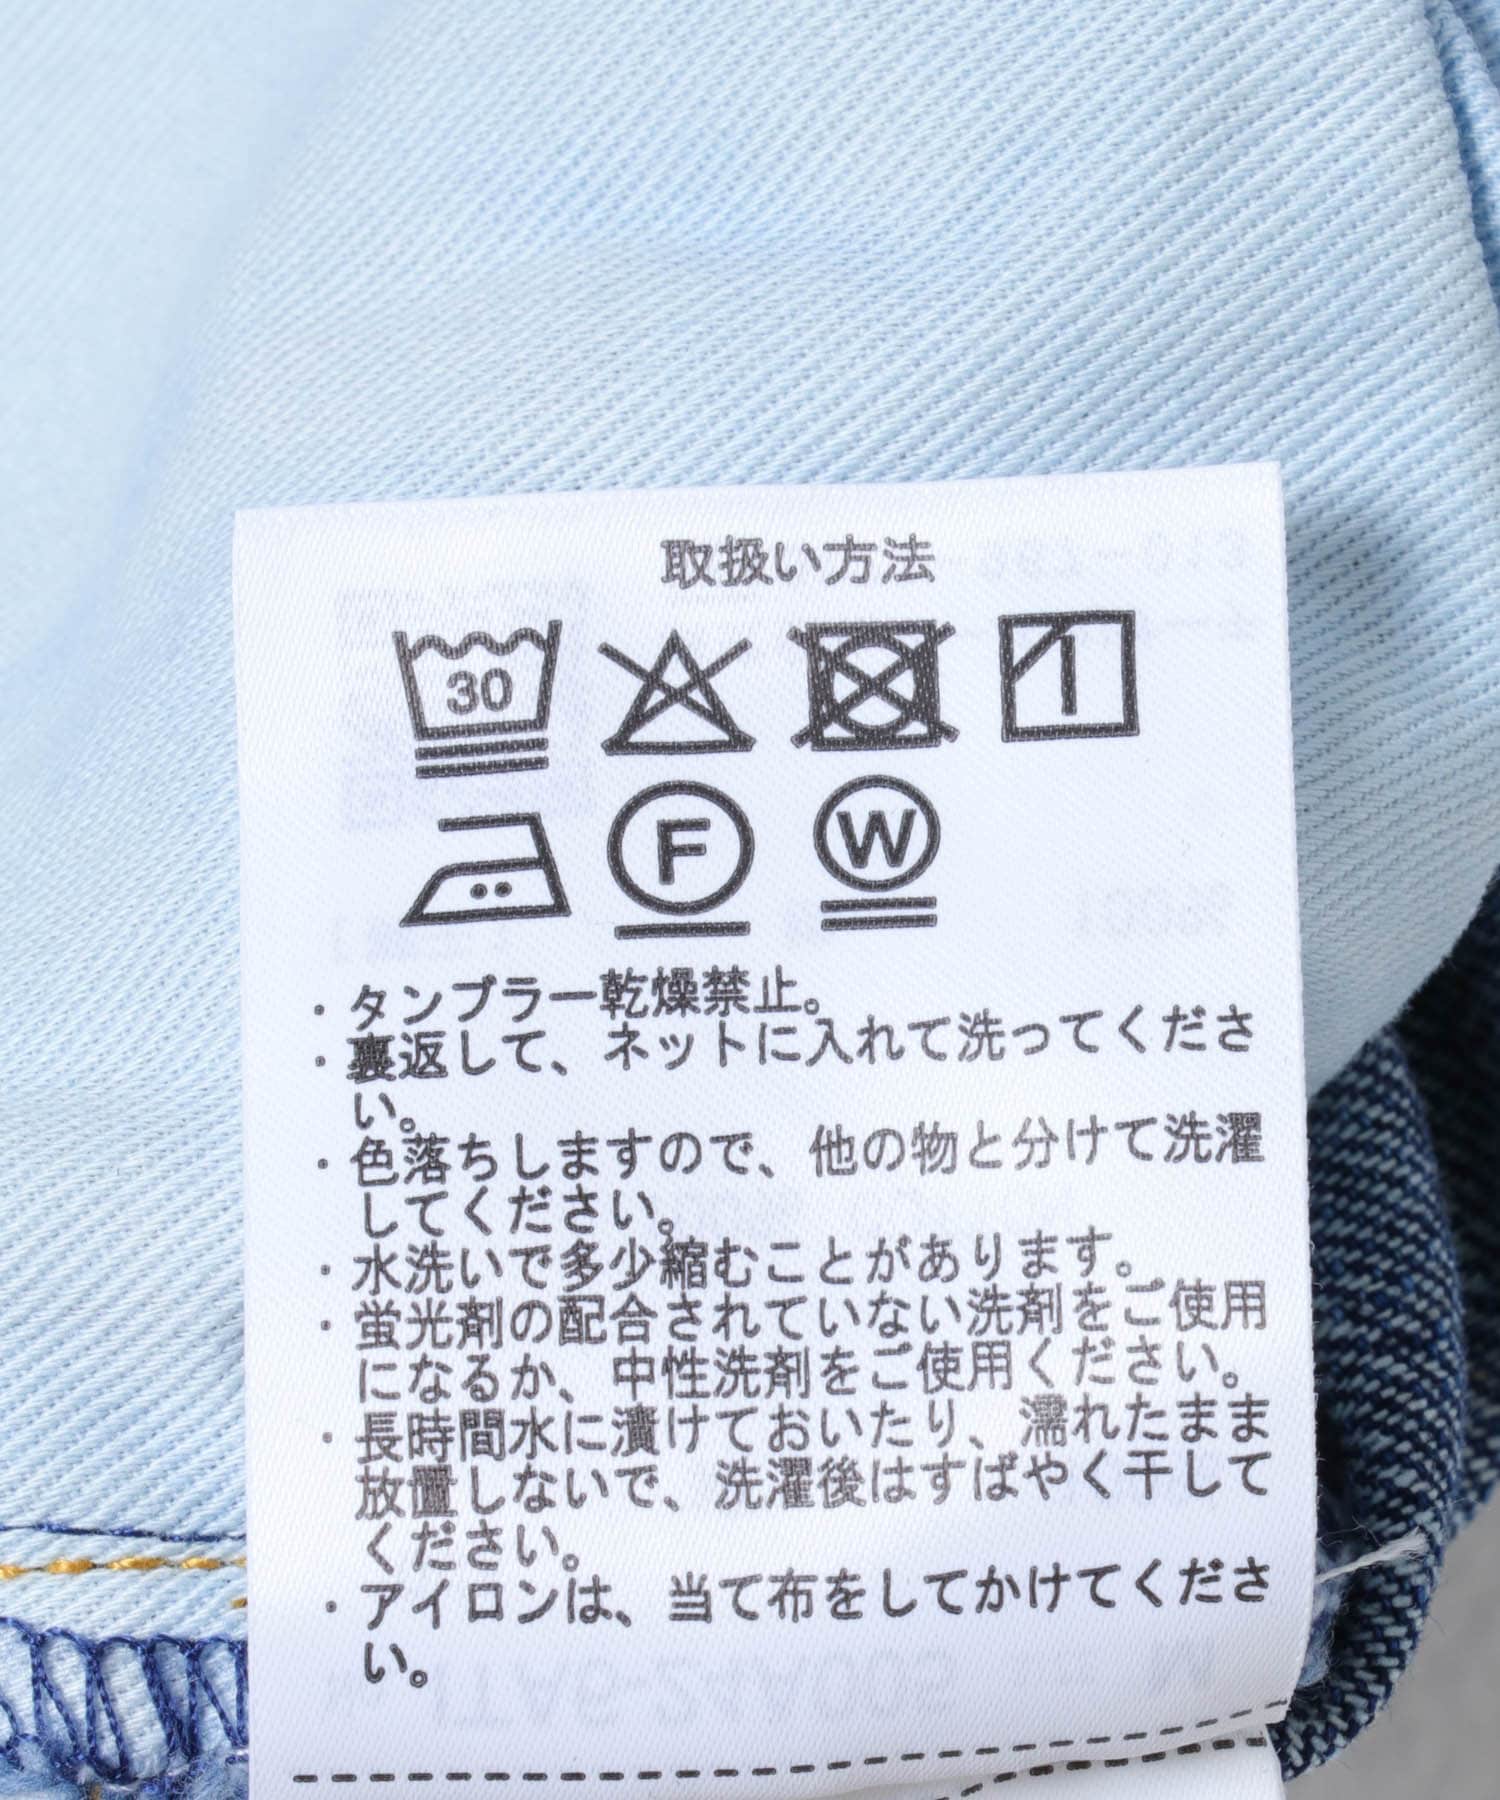 取扱い方法
30
F
W
・タンブラー乾燥禁止。
・裏返して、ネットに入れて洗ってくださ
い。
・色落ちしますので、他の物と分けて洗濯
してください。
・水洗いで多少縮むことがあります。
・蛍光剤の配合されていない洗剤をご使用
になるか、中性洗剤をご使用ください。
・長時間水に漬けておいたり、濡れたまま
放置しないで、洗濯後はすばやく干して
ください。
・アイロンは、当て布をしてかけてくださ
い。